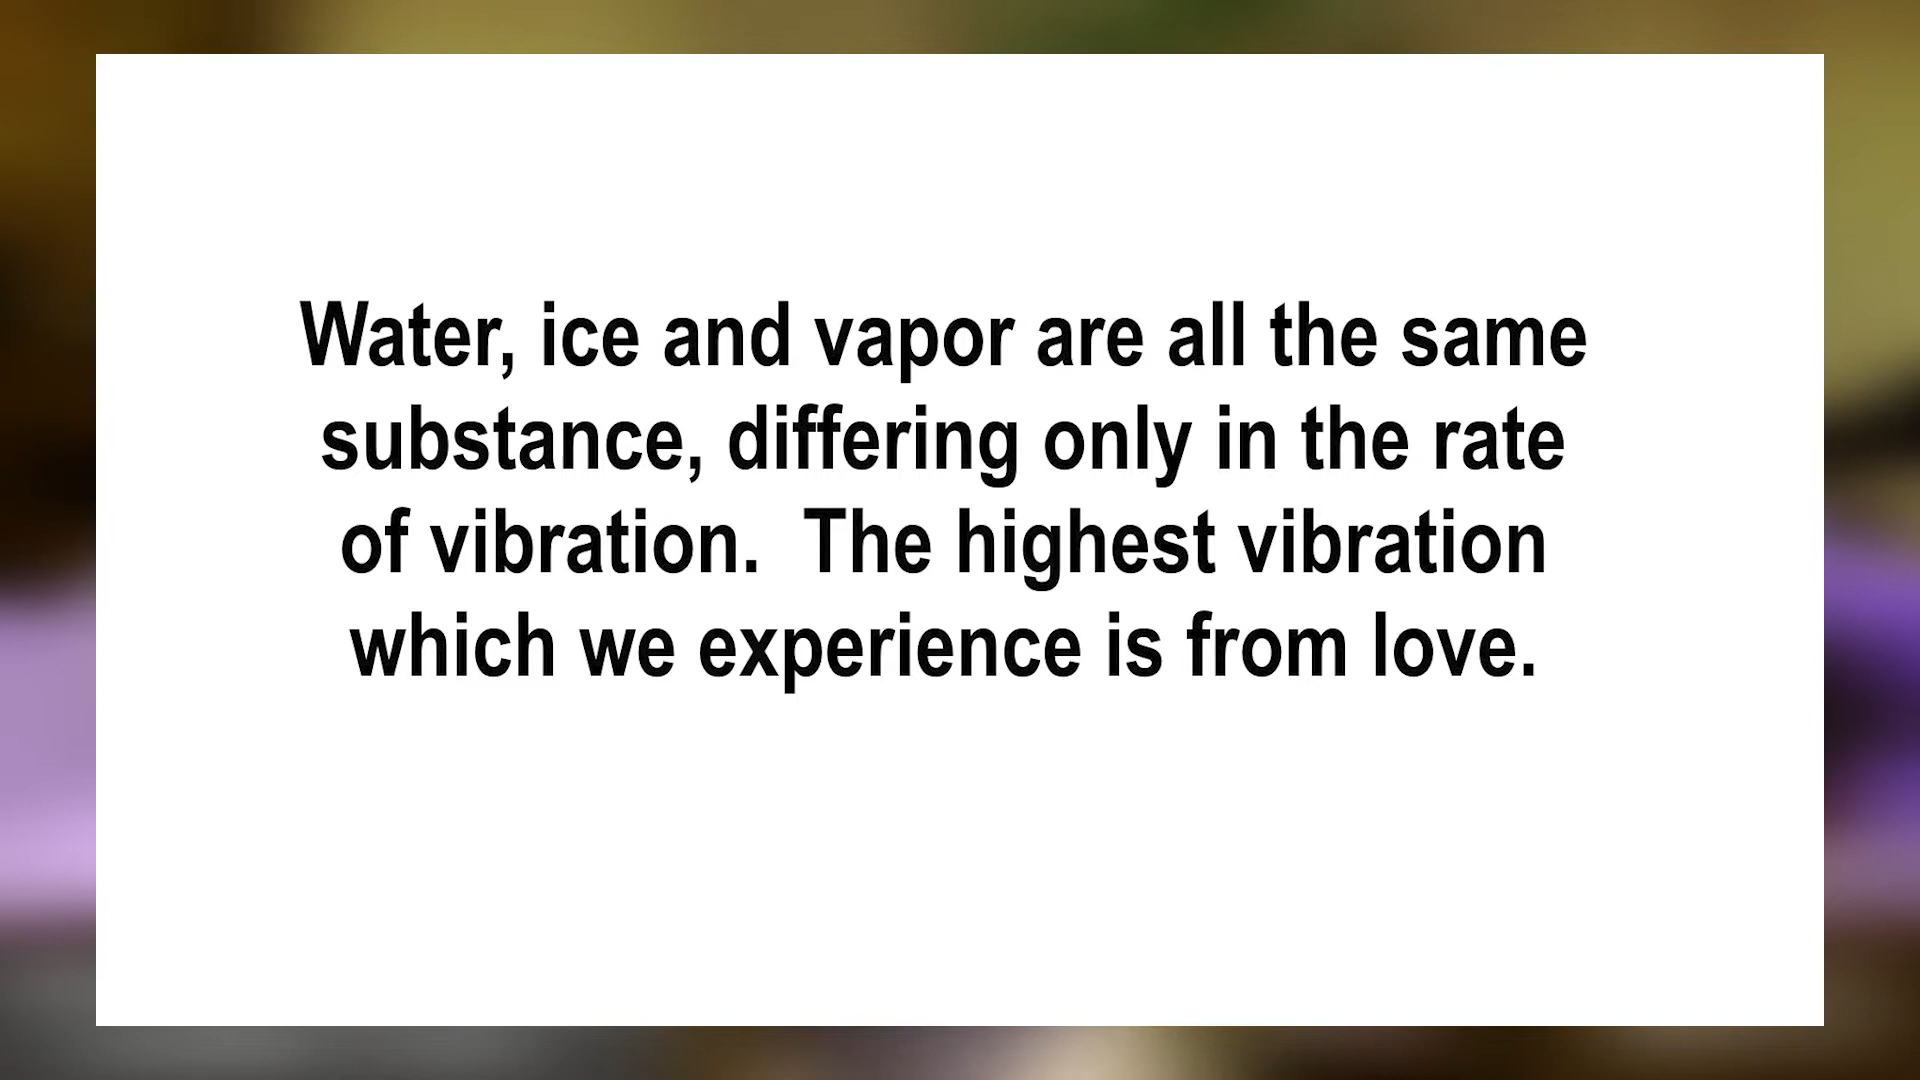 Water, ice and vapor are all the same
substance, differing only in the rate
of vibration.  The highest vibration
which we experience is from love.